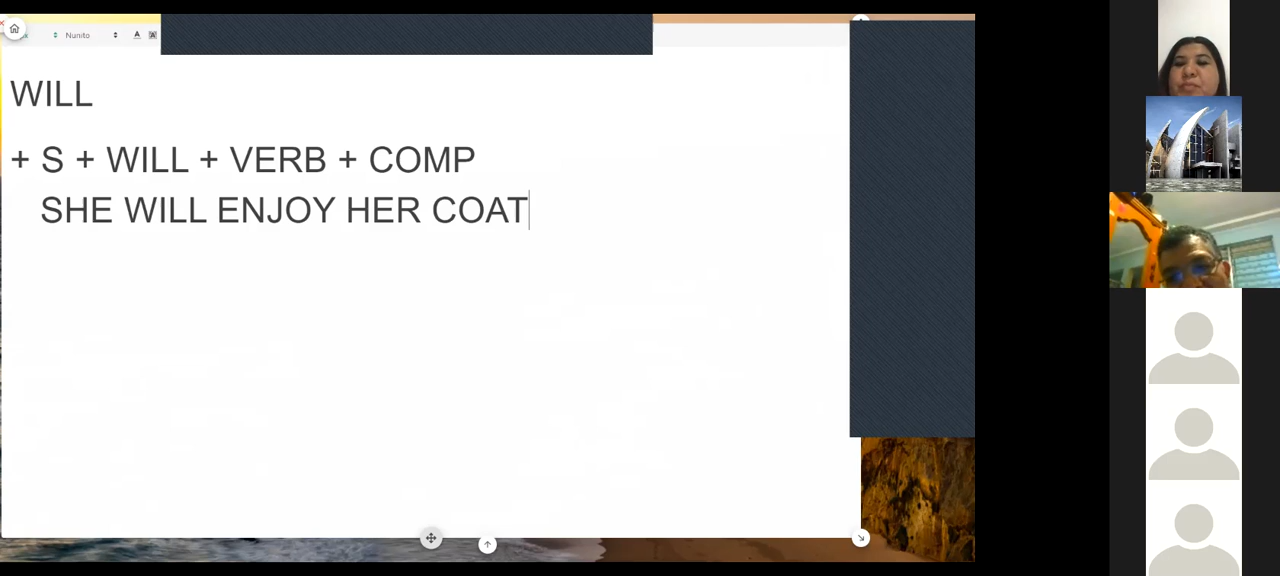 Nunito
WILL
+ S + WILL + VERB + COMP
SHE WILL ENJOY HER COAT